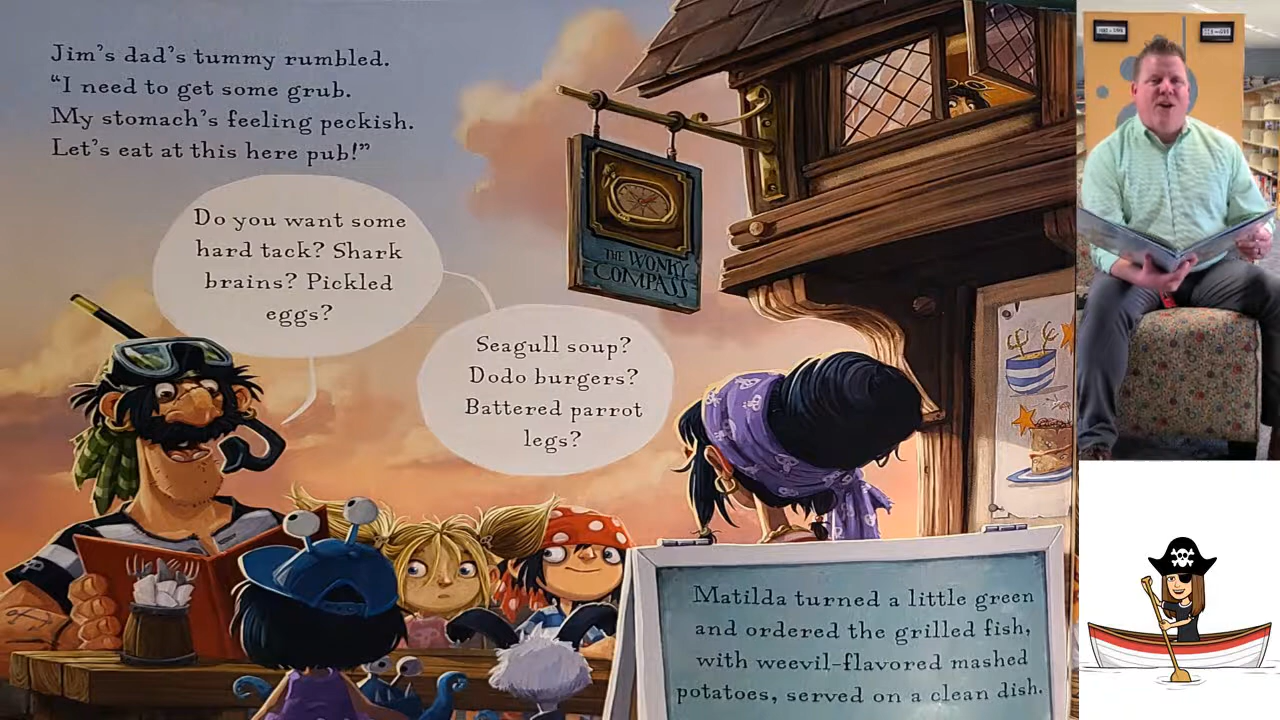 Jim's dad's tummy rumbled.
“I need to get some grub.
My stomach's feeling peckish.
Let's eat at this here pub!”
Do you want some
hard tack? Shark
brains? Pickled
eggs?
Seagull soup?
Dodo burgers?
Battered parrot
legs?
THE WONKY
COMPASS
Matilda turned a little green
and ordered the grilled fish,
with weevil-flavored mashed
potatoes, served on a clean dish.